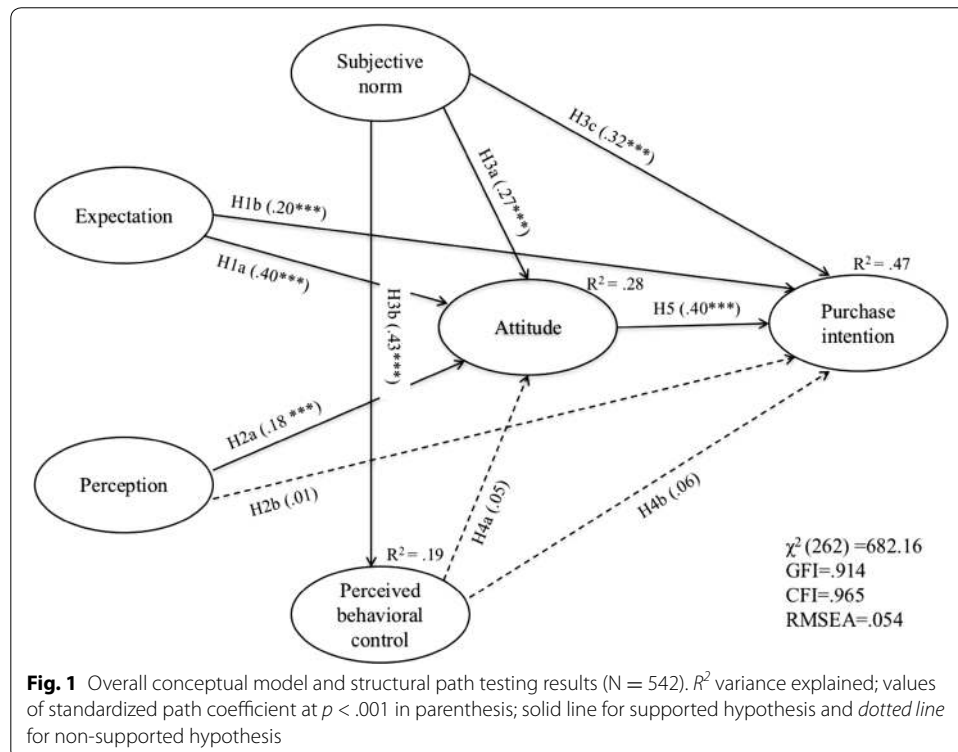 Subjective
norm
H3c (.32***)
H3a (.27***)
Expectation
H1b (.20***)
H1a (.40***)
H3b (.43***)
R² = .28
R² = .47
Attitude
H5 (.40***)
Purchase
intention
H2a (.18 ***)
Perception
H2b (.01)
H4a (.05)
H4b (.06)
R² = .19
Perceived
behavioral
control
χ² (262) =682.16
GFI=.914
CFI=.965
RMSEA=.054
Fig. 1 Overall conceptual model and structural path testing results (N = 542). R² variance explained; values
of standardized path coefficient at p < .001 in parenthesis; solid line for supported hypothesis and dotted line
for non-supported hypothesis